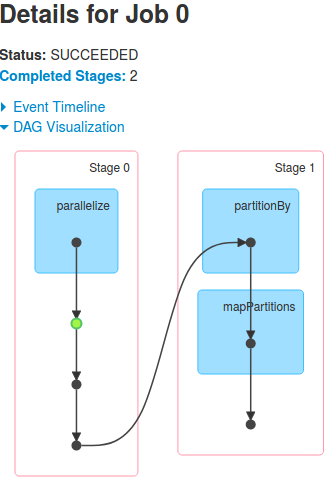 Details for Job 0
Status: SUCCEEDED
Completed Stages: 2
Event Timeline
DAG Visualization
Stage 0
Stage 1
parallelize
partitionBy
mapPartitions